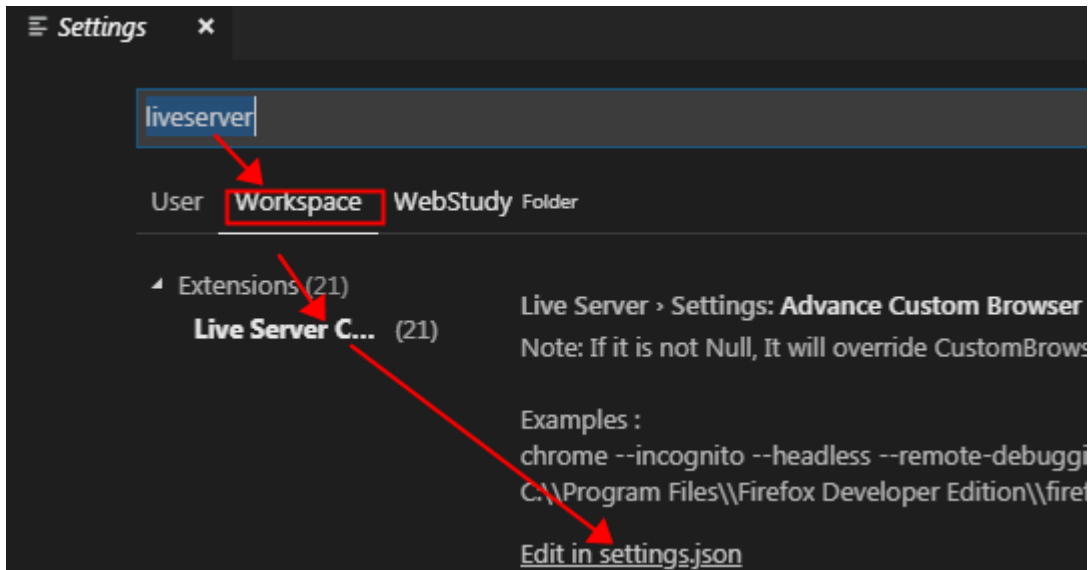 Settings
liveserver
User Workspace WebStudy Folder
Extensions (21)
Live Server C... (21)
Live Server › Settings: Advance Custom Browser
Note: If it is not Null, It will override CustomBrows
Examples :
chrome --incognito --headless --remote-debuggi
C:\\Program Files\\Firefox Developer Edition\\firef
Edit in settings.json